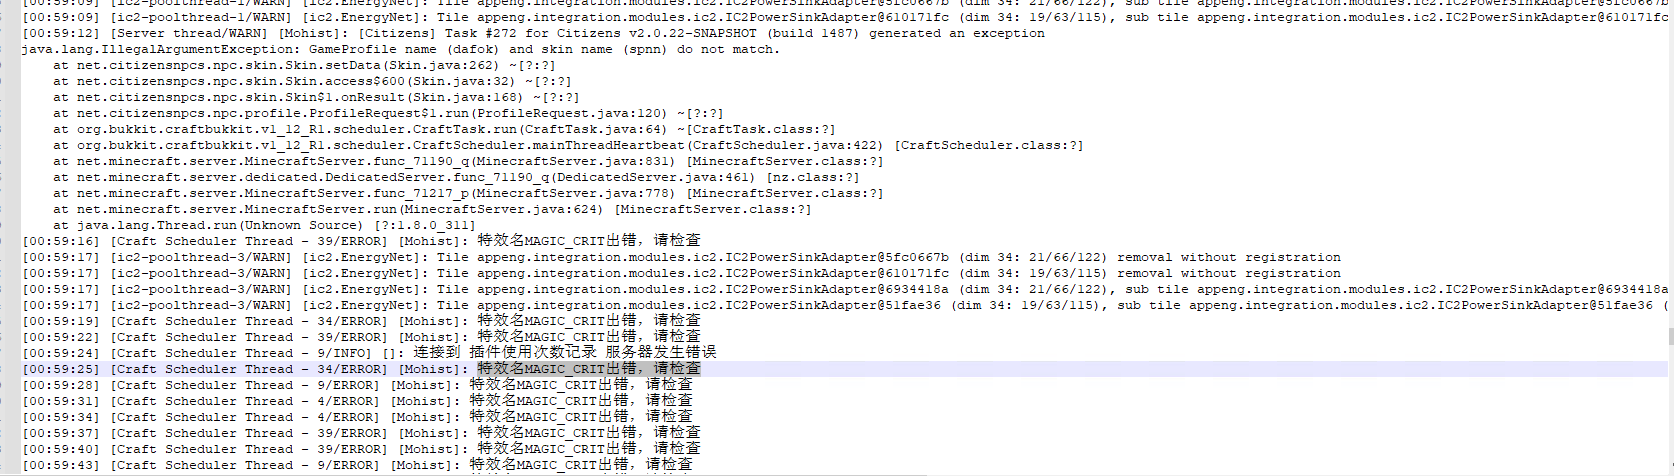 [00:59:09] [ic2-poolthread-1/WARN] [ic2.EnergyNet]: Tile appeng.integration.modules.ic2.IC2PowerSinkAdapter@5fc0667b (dim 34: 21/66/122), sub tile appeng.integration.modules.ic2.IC2PowerSinkAdapter@5fc0667b
[00:59:09] [ic2-poolthread-1/WARN] [ic2.EnergyNet]: Tile appeng.integration.modules.ic2.IC2PowerSinkAdapter@610171fc (dim 34: 19/63/115), sub tile appeng.integration.modules.ic2.IC2PowerSinkAdapter@610171fc
[00:59:12] [Server thread/WARN] [Mohist]: [Citizens] Task #272 for Citizens v2.0.22-SNAPSHOT (build 1487) generated an exception
java.lang.IllegalArgumentException: GameProfile name (dafok) and skin name (spnn) do not match.
at net.citizensnpcs.npc.skin.Skin.setData(Skin.java:262) ~[?:?]
at net.citizensnpcs.npc.skin.Skin.access$600(Skin.java:32) ~[?:?]
at net.citizensnpcs.npc.skin.Skin$1.onResult(Skin.java:168) ~[?:?]
at net.citizensnpcs.npc.profile.ProfileRequest$1.run(ProfileRequest.java:120) ~[?:?]
at org.bukkit.craftbukkit.v1_12_R1.scheduler.CraftTask.run(CraftTask.java:64) ~[CraftTask.class:?]
at org.bukkit.craftbukkit.v1_12_R1.scheduler.CraftScheduler.mainThreadHeartbeat(CraftScheduler.java:422) [CraftScheduler.class:?]
at net.minecraft.server.MinecraftServer.func_71190_q(MinecraftServer.java:831) [MinecraftServer.class:?]
at net.minecraft.server.dedicated.DedicatedServer.func_71190_q(DedicatedServer.java:461) [nz.class:?]
at net.minecraft.server.MinecraftServer.func_71217_p(MinecraftServer.java:778) [MinecraftServer.class:?]
at net.minecraft.server.MinecraftServer.run(MinecraftServer.java:624) [MinecraftServer.class:?]
at java.lang.Thread.run(Unknown Source) [?:1.8.0_311]
[00:59:16] [Craft Scheduler Thread - 39/ERROR] [Mohist]: 特效名MAGIC_CRIT出错，请检查
[00:59:17] [ic2-poolthread-3/WARN] [ic2.EnergyNet]: Tile appeng.integration.modules.ic2.IC2PowerSinkAdapter@5fc0667b (dim 34: 21/66/122) removal without registration
[00:59:17] [ic2-poolthread-3/WARN] [ic2.EnergyNet]: Tile appeng.integration.modules.ic2.IC2PowerSinkAdapter@610171fc (dim 34: 19/63/115) removal without registration
[00:59:17] [ic2-poolthread-3/WARN] [ic2.EnergyNet]: Tile appeng.integration.modules.ic2.IC2PowerSinkAdapter@6934418a (dim 34: 21/66/122), sub tile appeng.integration.modules.ic2.IC2PowerSinkAdapter@6934418a
[00:59:17] [ic2-poolthread-3/WARN] [ic2.EnergyNet]: Tile appeng.integration.modules.ic2.IC2PowerSinkAdapter@51fae36 (dim 34: 19/63/115), sub tile appeng.integration.modules.ic2.IC2PowerSinkAdapter@51fae36 (
[00:59:19] [Craft Scheduler Thread - 34/ERROR] [Mohist]: 特效名MAGIC_CRIT出错，请检查
[00:59:22] [Craft Scheduler Thread - 39/ERROR] [Mohist]: 特效名MAGIC_CRIT出错，请检查
[00:59:24] [Craft Scheduler Thread - 9/INFO] []: 连接到 插件使用次数记录 服务器发生错误
[00:59:25] [Craft Scheduler Thread - 34/ERROR] [Mohist]: 特效名MAGIC_CRIT出错，请检查
[00:59:28] [Craft Scheduler Thread - 9/ERROR] [Mohist]: 特效名MAGIC_CRIT出错，请检查
[00:59:31] [Craft Scheduler Thread - 4/ERROR] [Mohist]: 特效名MAGIC_CRIT出错，请检查
[00:59:34] [Craft Scheduler Thread - 4/ERROR] [Mohist]: 特效名MAGIC_CRIT出错，请检查
[00:59:37] [Craft Scheduler Thread - 39/ERROR] [Mohist]: 特效名MAGIC_CRIT出错，请检查
[00:59:40] [Craft Scheduler Thread - 39/ERROR] [Mohist]: 特效名MAGIC_CRIT出错，请检查
[00:59:43] [Craft Scheduler Thread - 9/ERROR] [Mohist]: 特效名MAGIC_CRIT出错，请检查